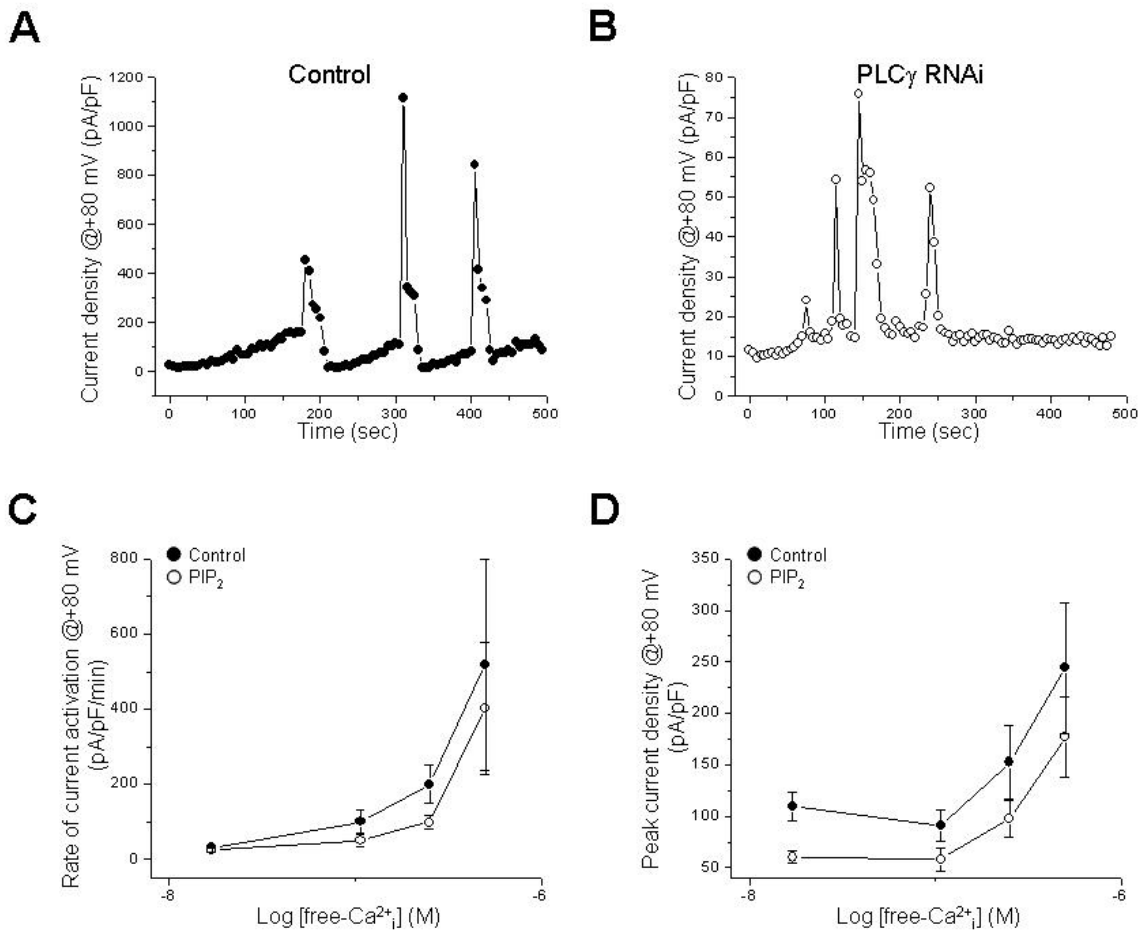 A
Control
Current density @+80 mV (pA/pF)
1200
1000
800
600
400
200
0
0 100 200 300 400 500
Time (sec)
B
PLCγ RNAi
Current density @+80 mV (pA/pF)
80
70
60
50
40
30
20
10
0
0 100 200 300 400 500
Time (sec)
C
Control
PIP₂
Rate of current activation @+80 mV
(pA/pF/min)
800
600
400
200
0
-8 -6
Log [free-Ca²⁺ᵢ] (M)
D
Control
PIP₂
Peak current density @+80 mV
(pA/pF)
350
300
250
200
150
100
50
-8 -6
Log [free-Ca²⁺ᵢ] (M)